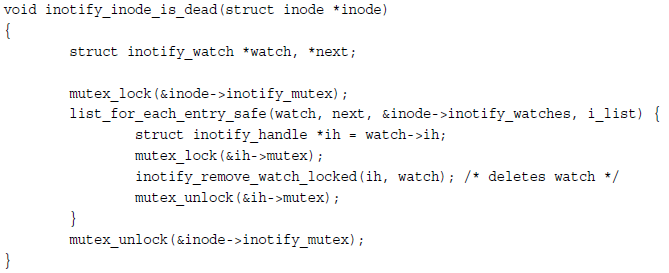 void inotify_inode_is_dead(struct inode *inode)
{
        struct inotify_watch *watch, *next;

        mutex_lock(&inode->inotify_mutex);
        list_for_each_entry_safe(watch, next, &inode->inotify_watches, i_list) {
                struct inotify_handle *ih = watch->ih;
                mutex_lock(&ih->mutex);
                inotify_remove_watch_locked(ih, watch); /* deletes watch */
                mutex_unlock(&ih->mutex);
        }
        mutex_unlock(&inode->inotify_mutex);
}